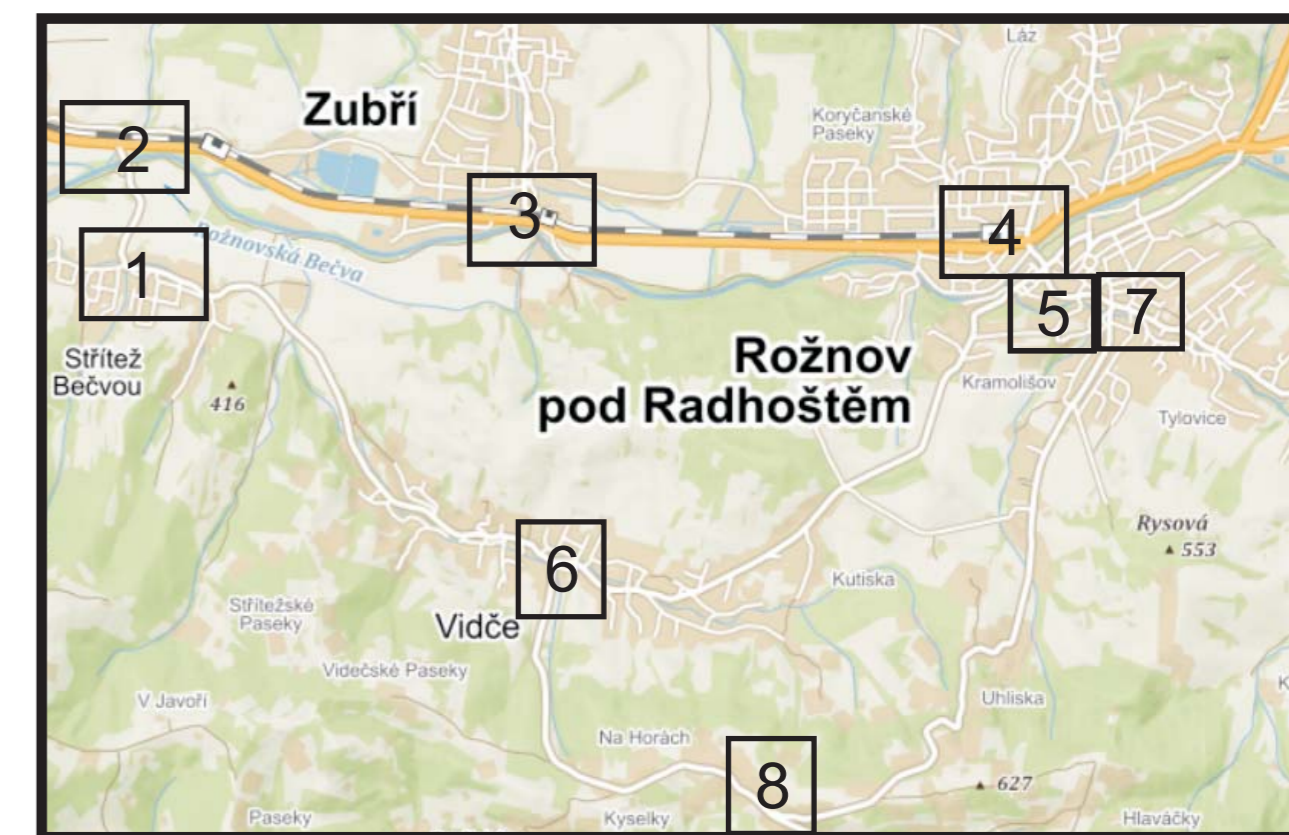 Láz
Zubří
Koryčanské
Paseky
2
3
4
Rožnovská Bečva
1
5
7
Střítež
Bečvou
416
Rožnov
pod Radhoštěm
Kramolišov
Tylovice
Rysová
553
6
Kutiska
Střítežské
Paseky
Vidče
Videčské Paseky
V Javoří
Uhliska
K
Na Horách
8
627
Paseky
Kyselky
Hlaváčky